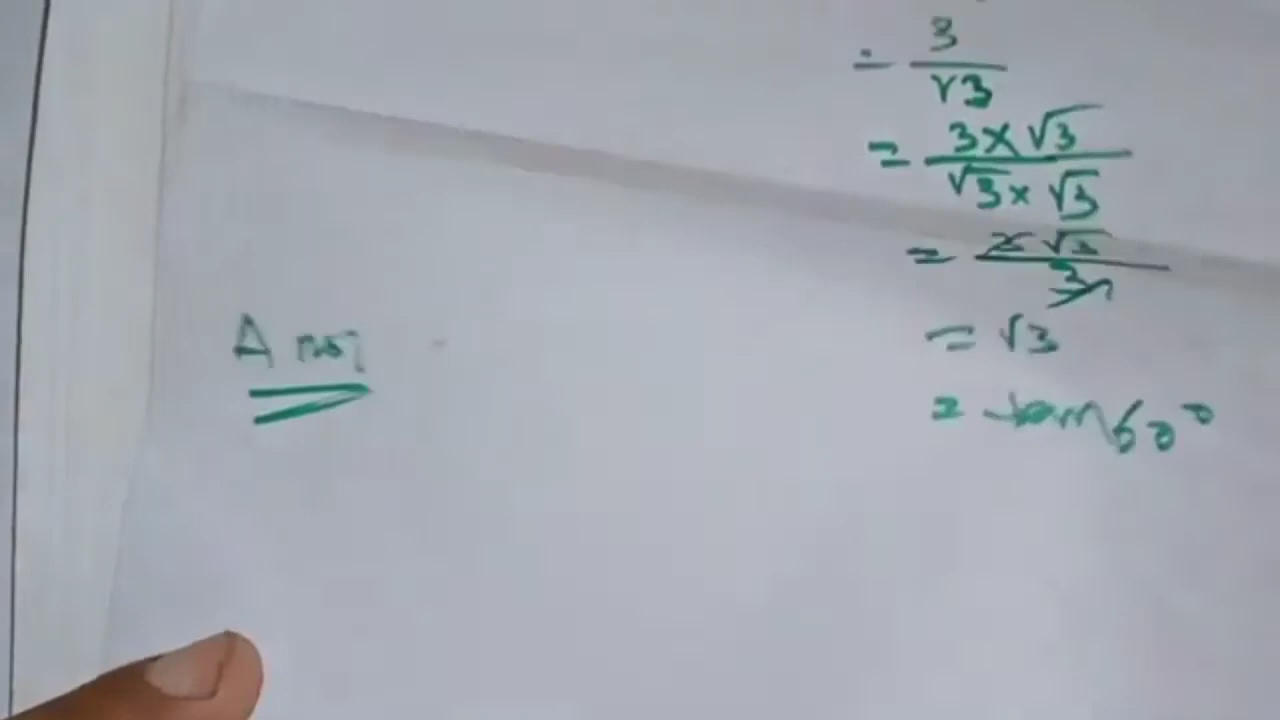 = 3/√3
= 3×√3/√3×√3
= 3√3/3
= √3
= tan60°
Ans: